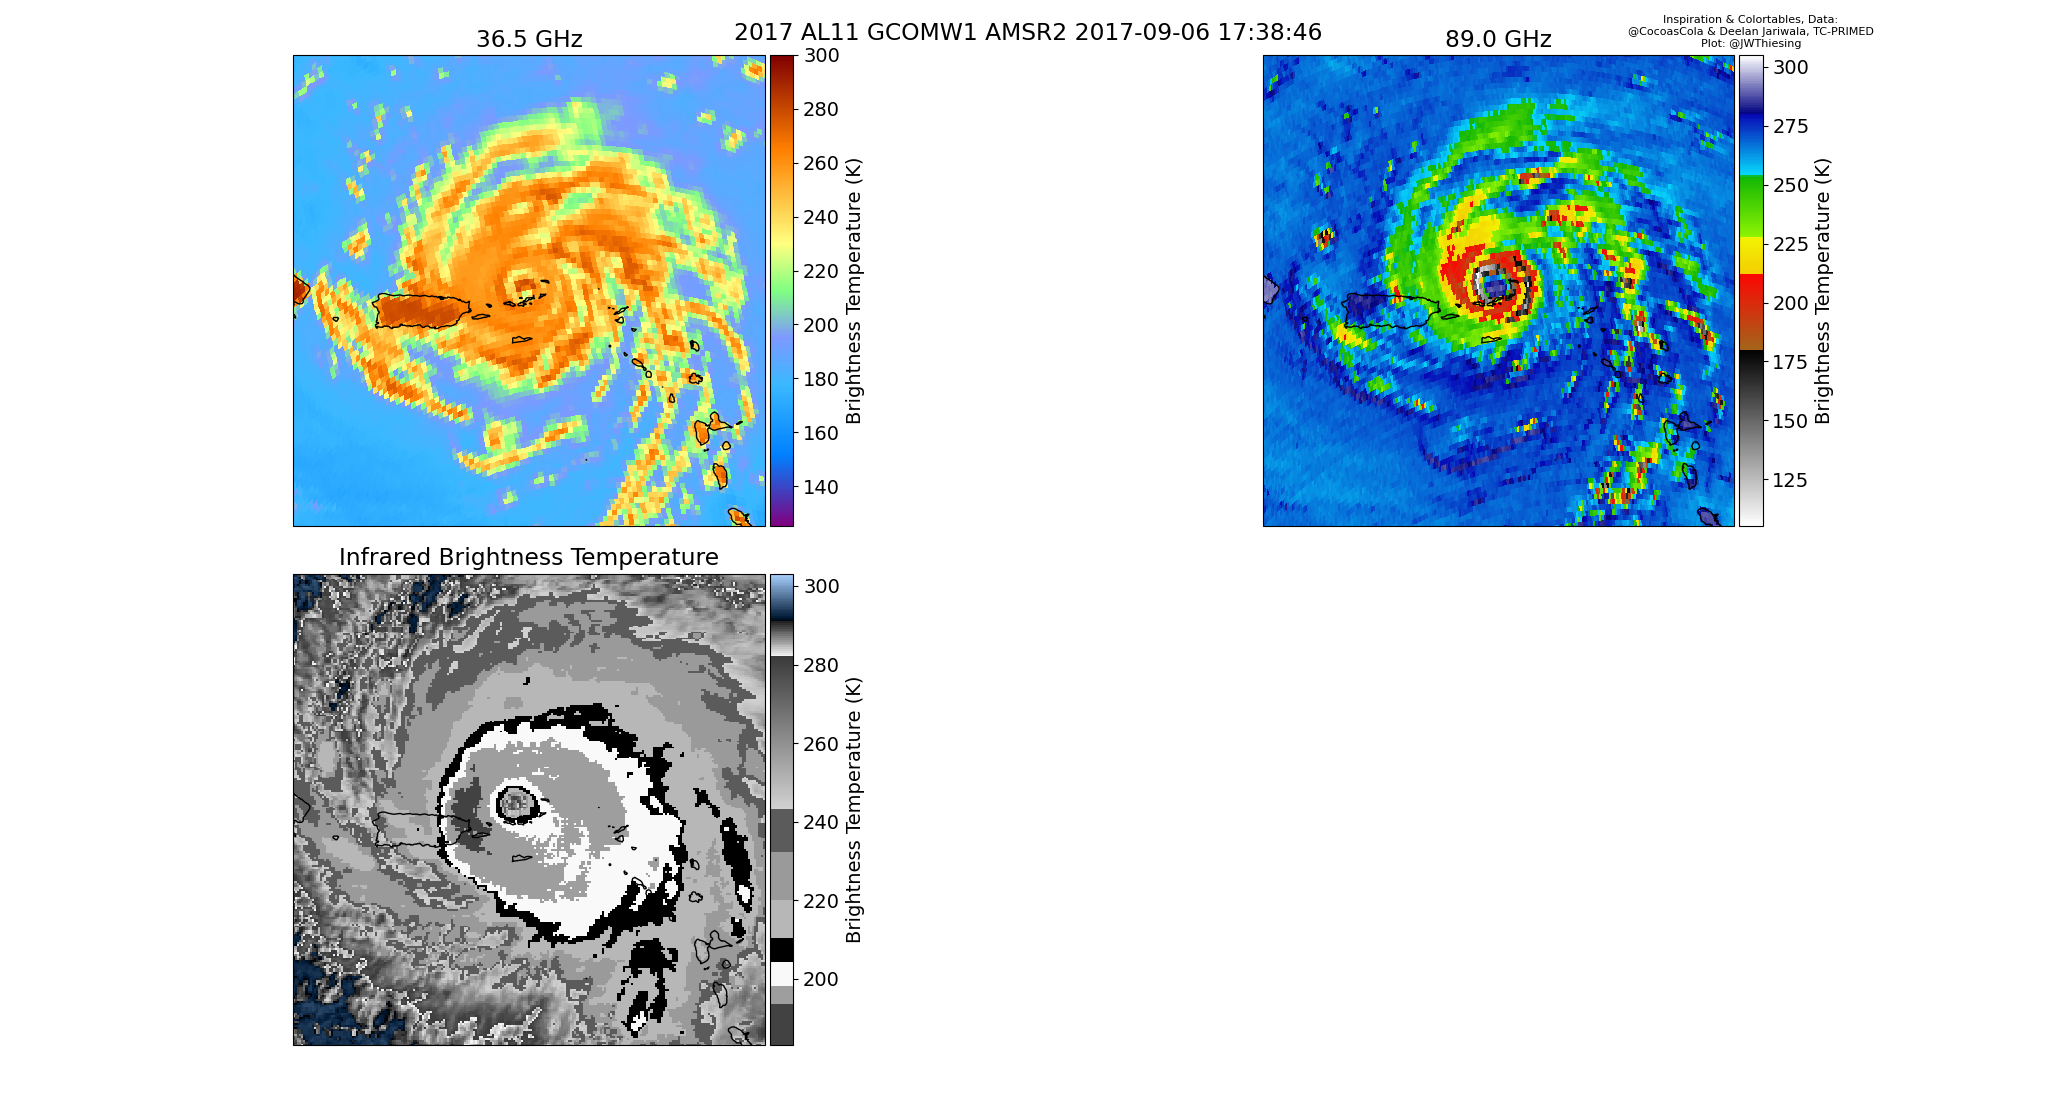 2017 AL11 GCOMW1 AMSR2 2017-09-06 17:38:46
Inspiration & Colortables, Data:
@CocoasCola & Deelan Jariwala, TC-PRIMED
Plot: @JWThiesing
36.5 GHz
300
280
260
240
220
200
180
160
140
Brightness Temperature (K)
89.0 GHz
300
275
250
225
200
175
150
125
Brightness Temperature (K)
Infrared Brightness Temperature
300
280
260
240
220
200
Brightness Temperature (K)